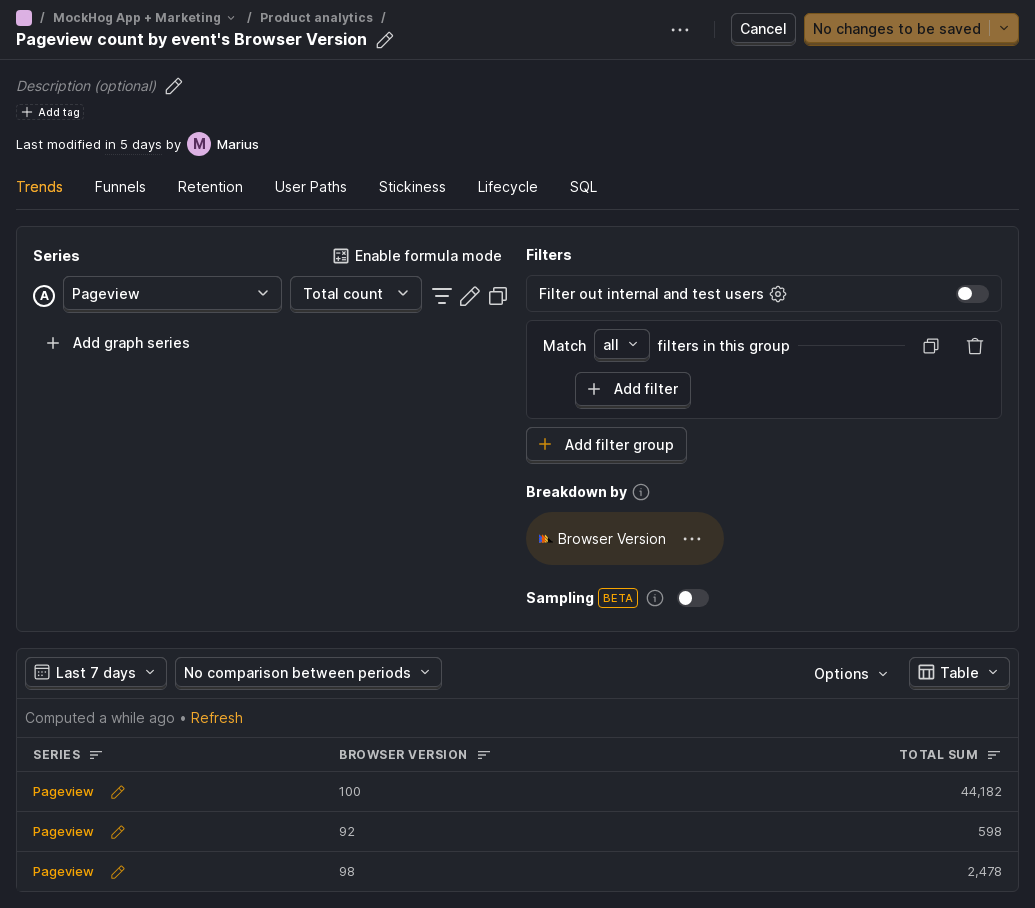 / MockHog App + Marketing / Product analytics /
Pageview count by event's Browser Version
Cancel
No changes to be saved
Description (optional)
Add tag
Last modified in 5 days by M Marius
Trends Funnels Retention User Paths Stickiness Lifecycle SQL
Series
Enable formula mode
A Pageview Total count
Add graph series
Filters
Filter out internal and test users
Match all filters in this group
Add filter
Add filter group
Breakdown by
Browser Version
Sampling BETA
Last 7 days No comparison between periods Options Table
Computed a while ago • Refresh
SERIES BROWSER VERSION TOTAL SUM
Pageview 100 44,182
Pageview 92 598
Pageview 98 2,478